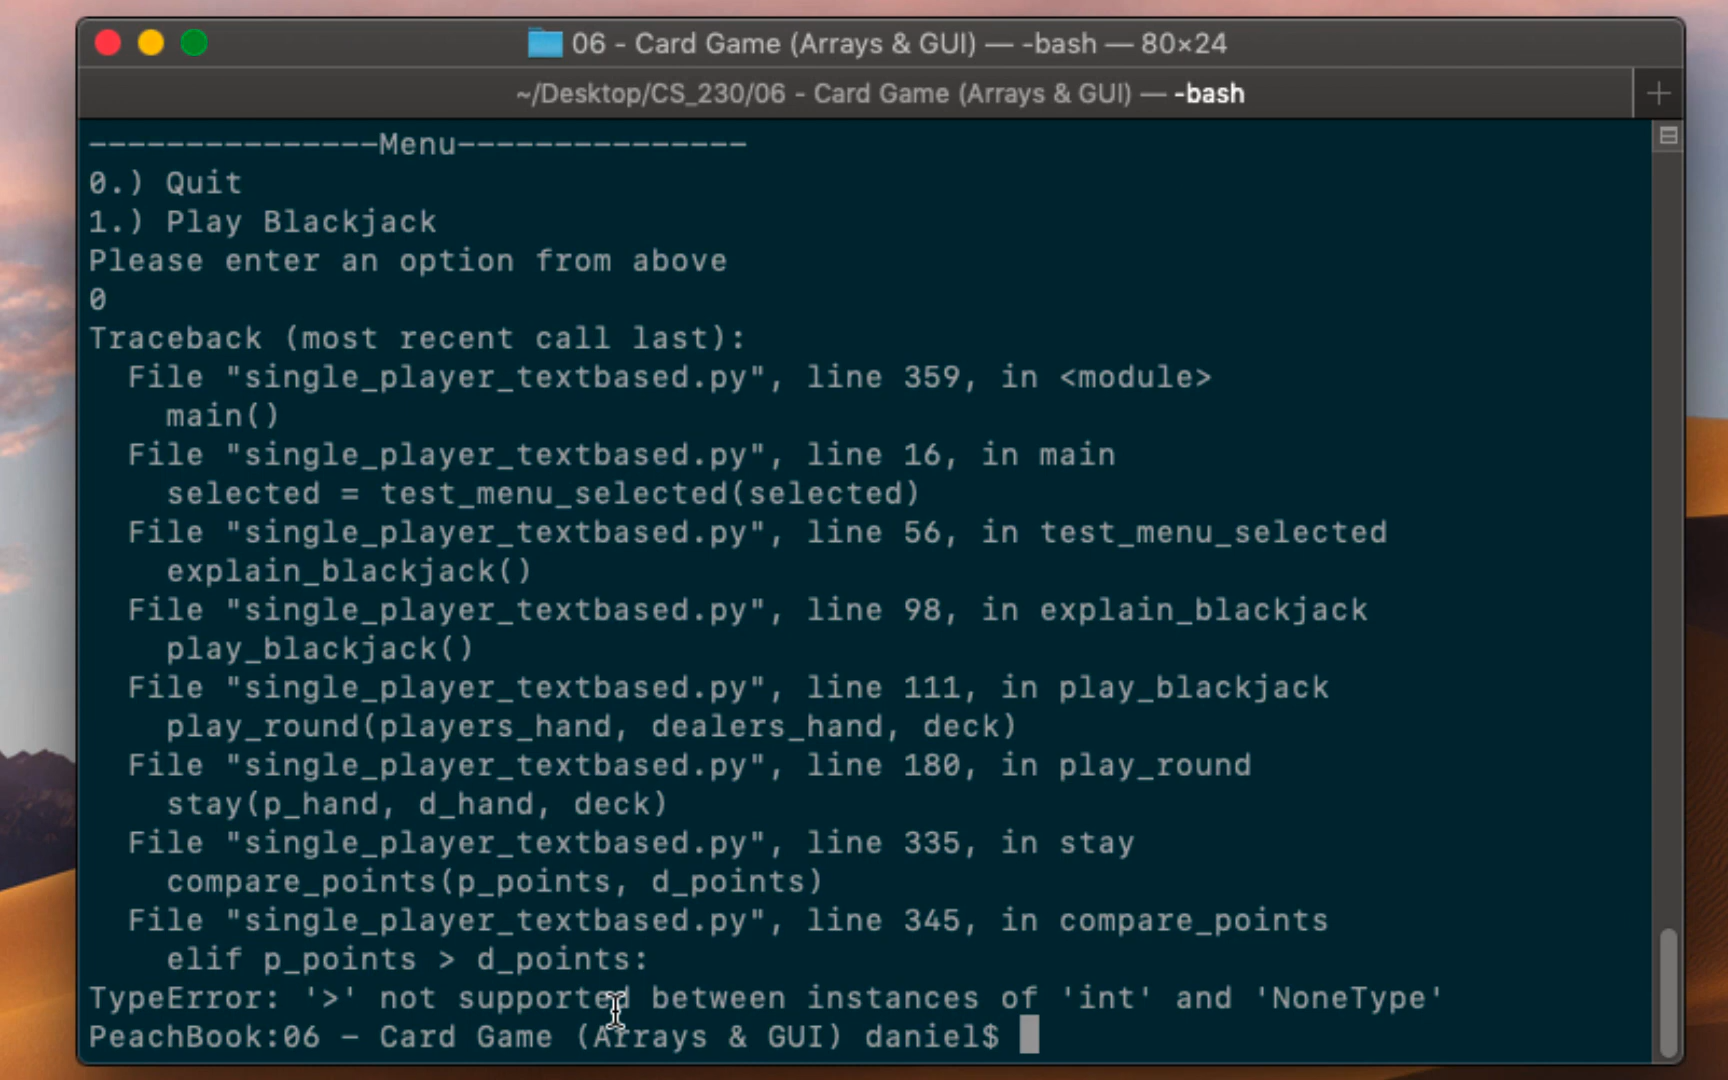 06 - Card Game (Arrays & GUI) — -bash — 80×24
~/Desktop/CS_230/06 - Card Game (Arrays & GUI) — -bash
---------------Menu---------------
0.) Quit
1.) Play Blackjack
Please enter an option from above
0
Traceback (most recent call last):
  File "single_player_textbased.py", line 359, in <module>
    main()
  File "single_player_textbased.py", line 16, in main
    selected = test_menu_selected(selected)
  File "single_player_textbased.py", line 56, in test_menu_selected
    explain_blackjack()
  File "single_player_textbased.py", line 98, in explain_blackjack
    play_blackjack()
  File "single_player_textbased.py", line 111, in play_blackjack
    play_round(players_hand, dealers_hand, deck)
  File "single_player_textbased.py", line 180, in play_round
    stay(p_hand, d_hand, deck)
  File "single_player_textbased.py", line 335, in stay
    compare_points(p_points, d_points)
  File "single_player_textbased.py", line 345, in compare_points
    elif p_points > d_points:
TypeError: '>' not supported between instances of 'int' and 'NoneType'
PeachBook:06 - Card Game (Arrays & GUI) daniel$